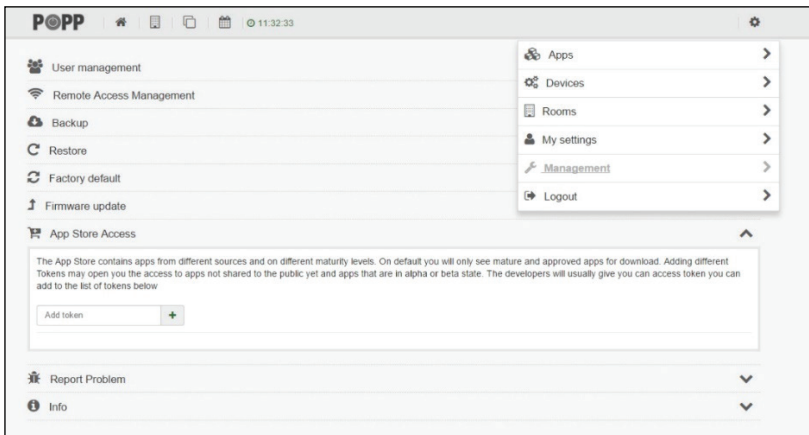 POPP
11:32:33
Apps
Devices
Rooms
My settings
Management
Logout
User management
Remote Access Management
Backup
Restore
Factory default
Firmware update
App Store Access
The App Store contains apps from different sources and on different maturity levels. On default you will only see mature and approved apps for download. Adding different
Tokens may open you the access to apps not shared to the public yet and apps that are in alpha or beta state. The developers will usually give you can access token you can
add to the list of tokens below
Add token
Report Problem
Info